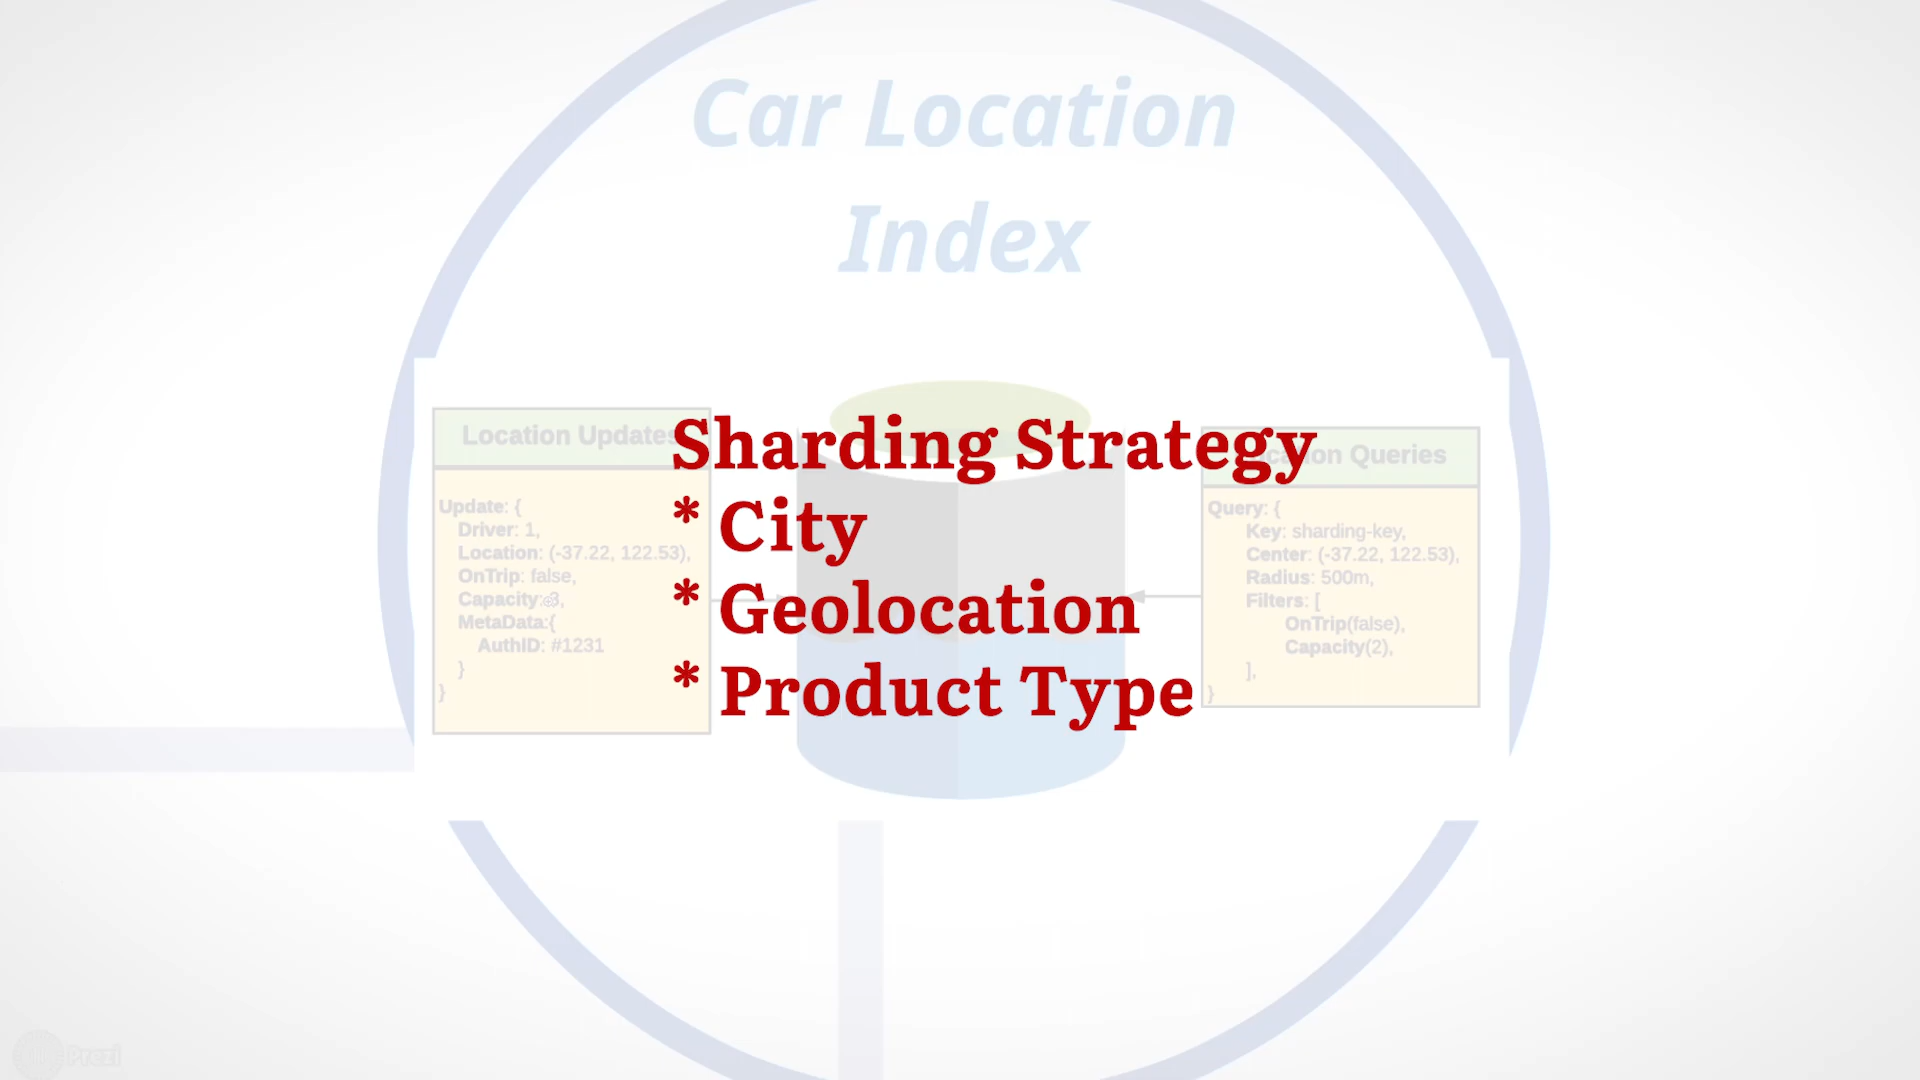 Car Location
Index
Location Updates
Update: {
Driver: 1,
Location: (-37.22, 122.53),
OnTrip: false,
Capacity: 3,
MetaData:{
AuthID: #1231
}
}
Sharding Strategy
* City
* Geolocation
* Product Type
Queries
Query: {
Key: sharding-key,
Center: (-37.22, 122.53),
Radius: 500m,
Filters: [
OnTrip(false),
Capacity(2),
],
}
Prezi